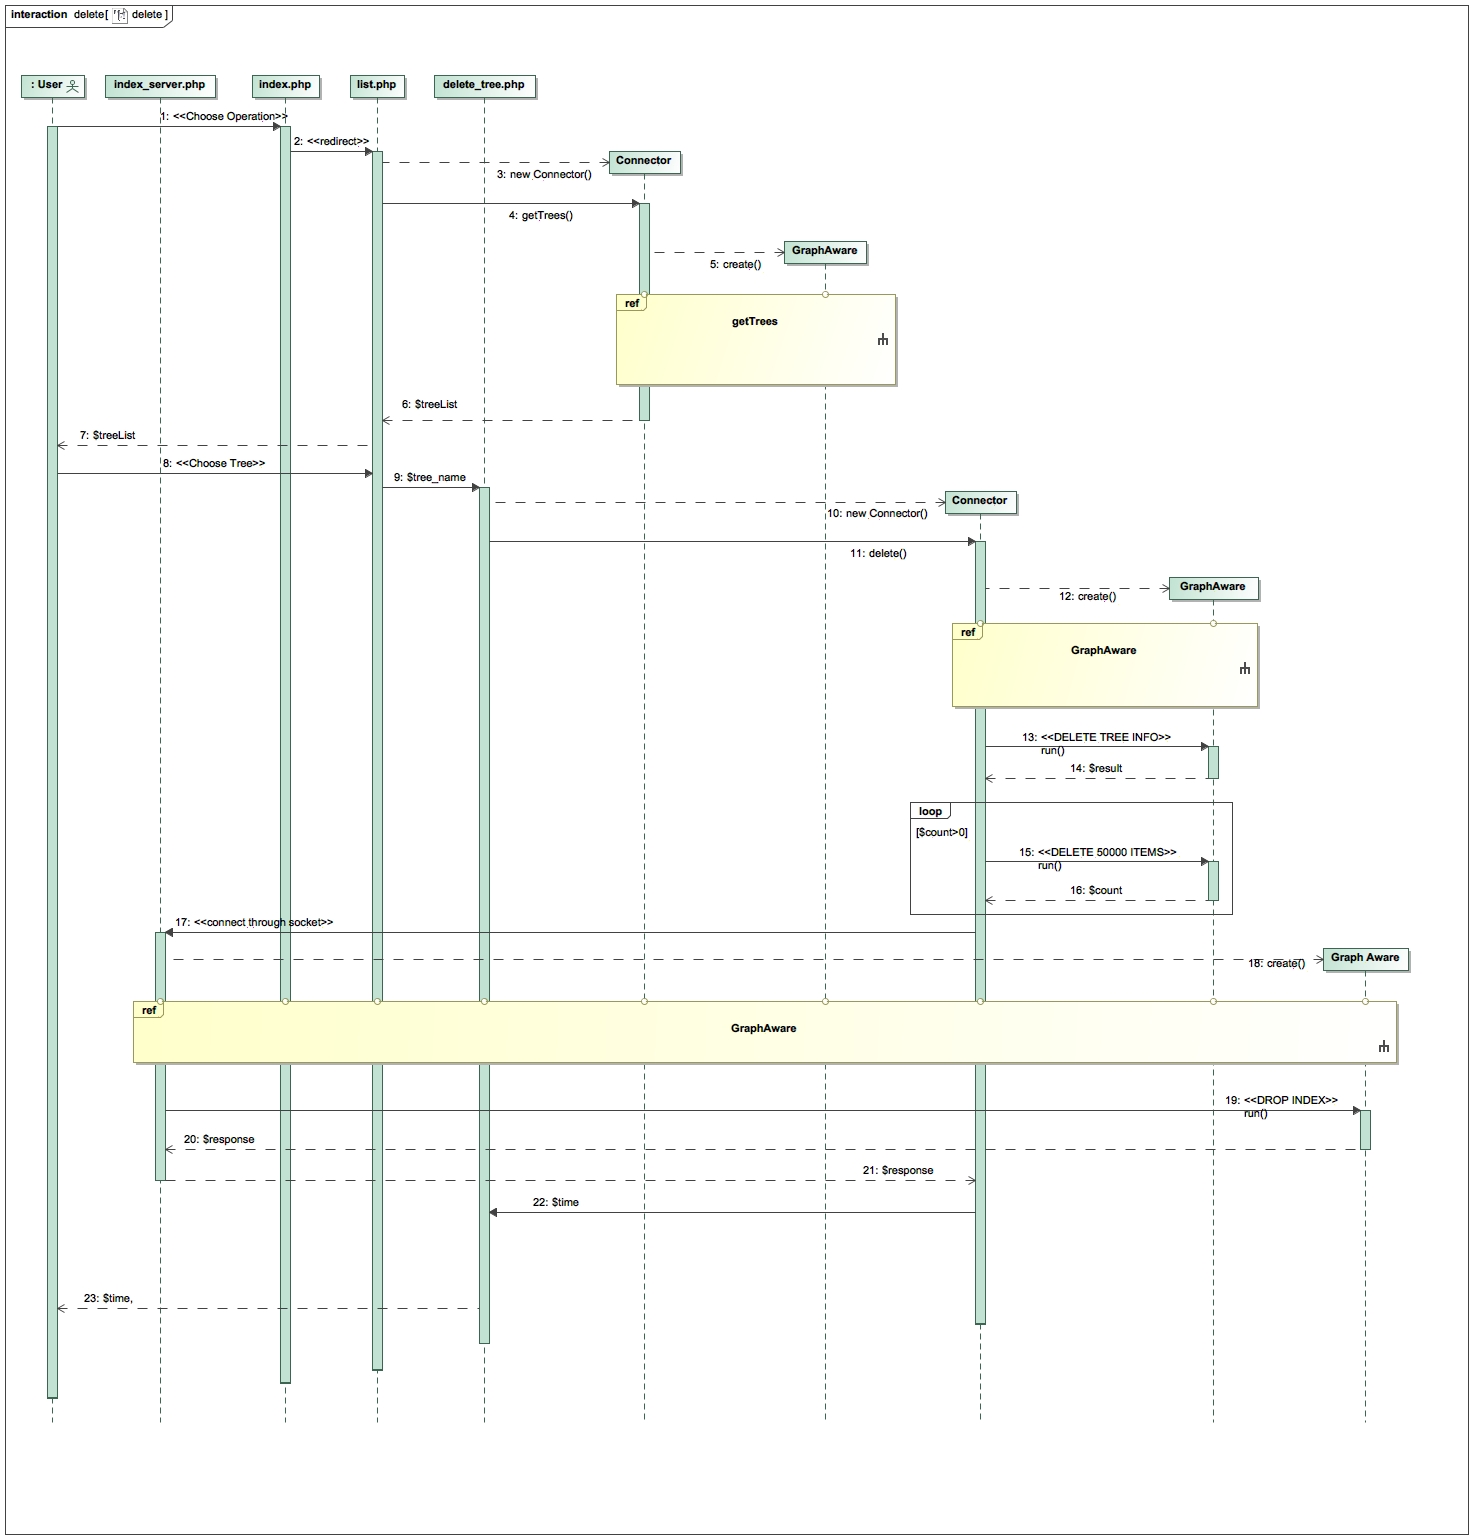 interaction delete[ delete ]
: User
index_server.php
index.php
list.php
delete_tree.php
1: <<Choose Operation>>
2: <<redirect>>
Connector
3: new Connector()
4: getTrees()
GraphAware
5: create()
ref
getTrees
6: $treeList
7: $treeList
8: <<Choose Tree>>
9: $tree_name
Connector
10: new Connector()
11: delete()
GraphAware
12: create()
ref
GraphAware
13: <<DELETE TREE INFO>>
run()
14: $result
loop
[$count>0]
15: <<DELETE 50000 ITEMS>>
run()
16: $count
17: <<connect through socket>>
Graph Aware
18: create()
ref
GraphAware
19: <<DROP INDEX>>
run()
20: $response
21: $response
22: $time
23: $time,